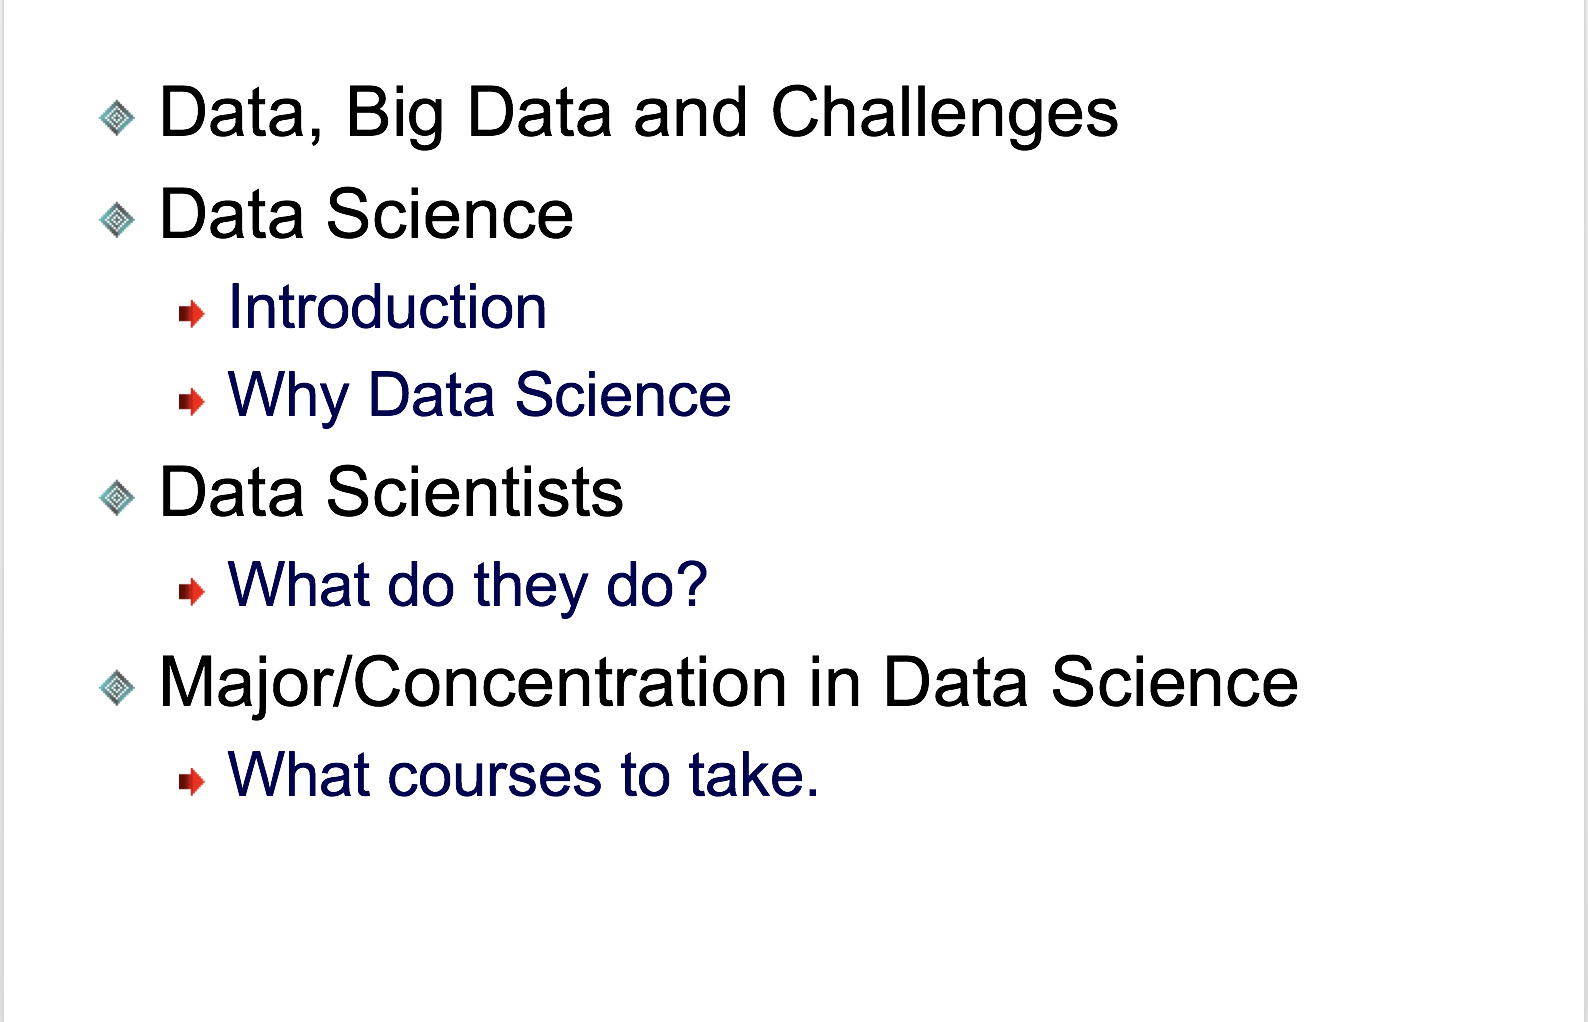 Data, Big Data and Challenges
Data Science
Introduction
Why Data Science
Data Scientists
What do they do?
Major/Concentration in Data Science
What courses to take.